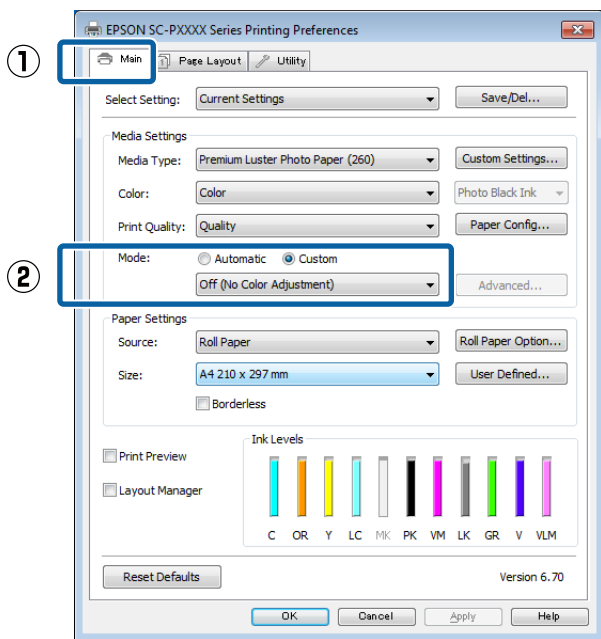 EPSON SC-PXXXX Series Printing Preferences
①
Main Page Layout Utility
Select Setting: Current Settings Save/Del...
Media Settings
Media Type: Premium Luster Photo Paper (260) Custom Settings...
Color: Color Photo Black Ink
Print Quality: Quality Paper Config...
②
Mode: Automatic Custom
Off (No Color Adjustment) Advanced...
Paper Settings
Source: Roll Paper Roll Paper Option...
Size: A4 210 x 297 mm User Defined...
Borderless
Print Preview
Layout Manager
Ink Levels
C OR Y LC MK PK VM LK GR V VLM
Reset Defaults Version 6.70
OK Cancel Apply Help